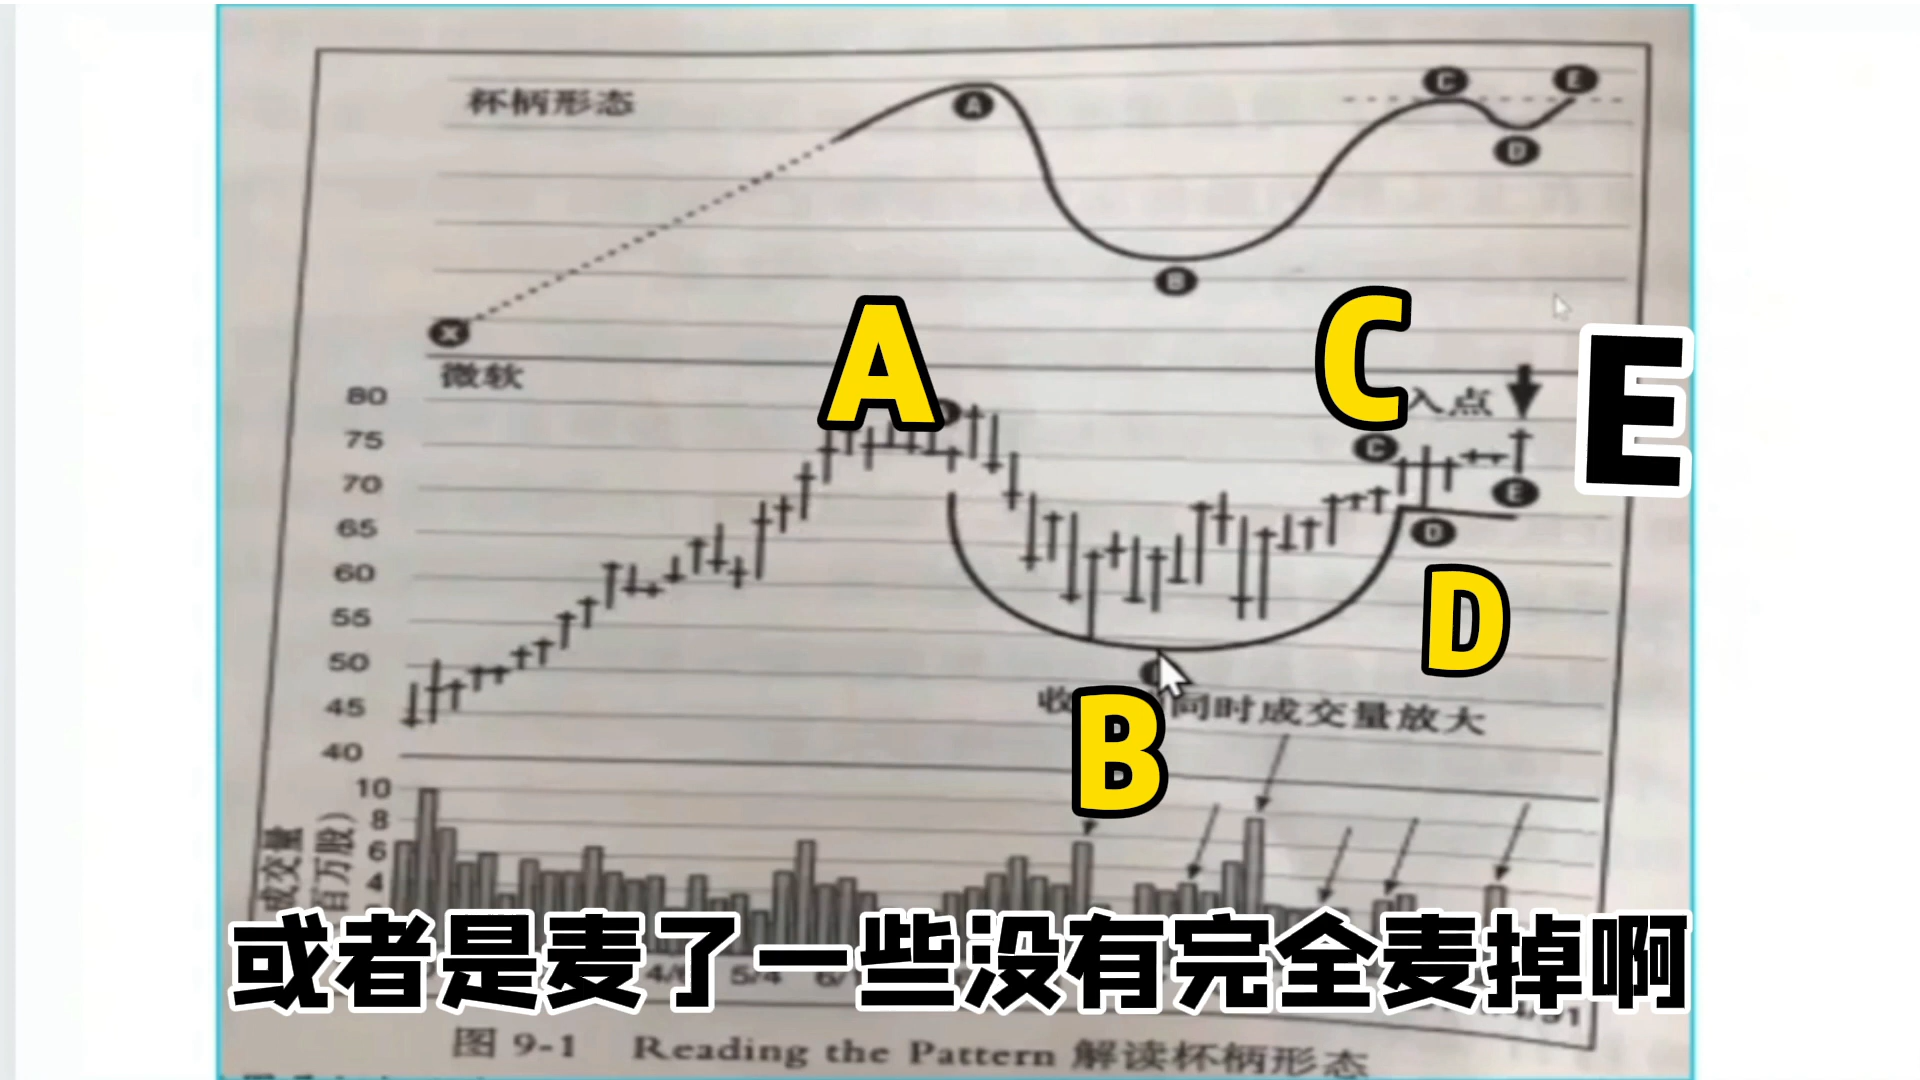 杯柄形态
A
C
E
D
B
X
微软
A
C
E
入点
80
75
70
65
60
55
50
45
40
C
E
D
D
B
同时成交量放大
成交量
百万股)
10
8
6
4
或者是麦了一些没有完全麦掉啊
5/4
图 9-1 Reading the Pattern 解读杯柄形态